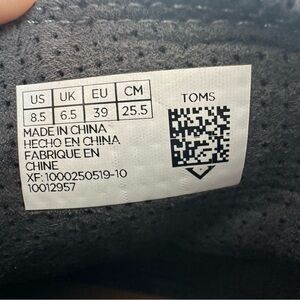 US UK EU CM TOMS
8.5 6.5 39 25.5
MADE IN CHINA
HECHO EN CHINA
FABRIQUE EN
CHINE
XF: 1000250519-10
10012957